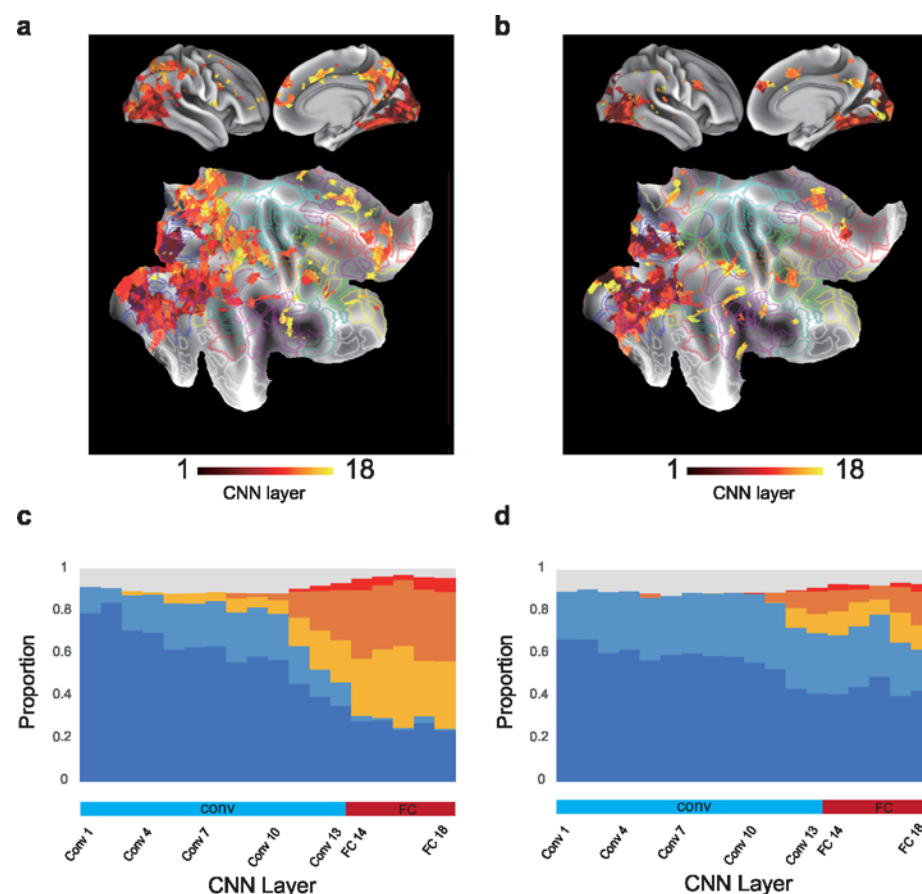 a
b
1 18
CNN layer
1 18
CNN layer
c
d
1
0.8
0.6
0.4
0.2
0
Proportion
conv FC
Conv 1 Conv 4 Conv 7 Conv 10 Conv 13 FC 14 FC 18
CNN Layer
1
0.8
0.6
0.4
0.2
0
Proportion
conv FC
Conv 1 Conv 4 Conv 7 Conv 10 Conv 13 FC 14 FC 18
CNN Layer